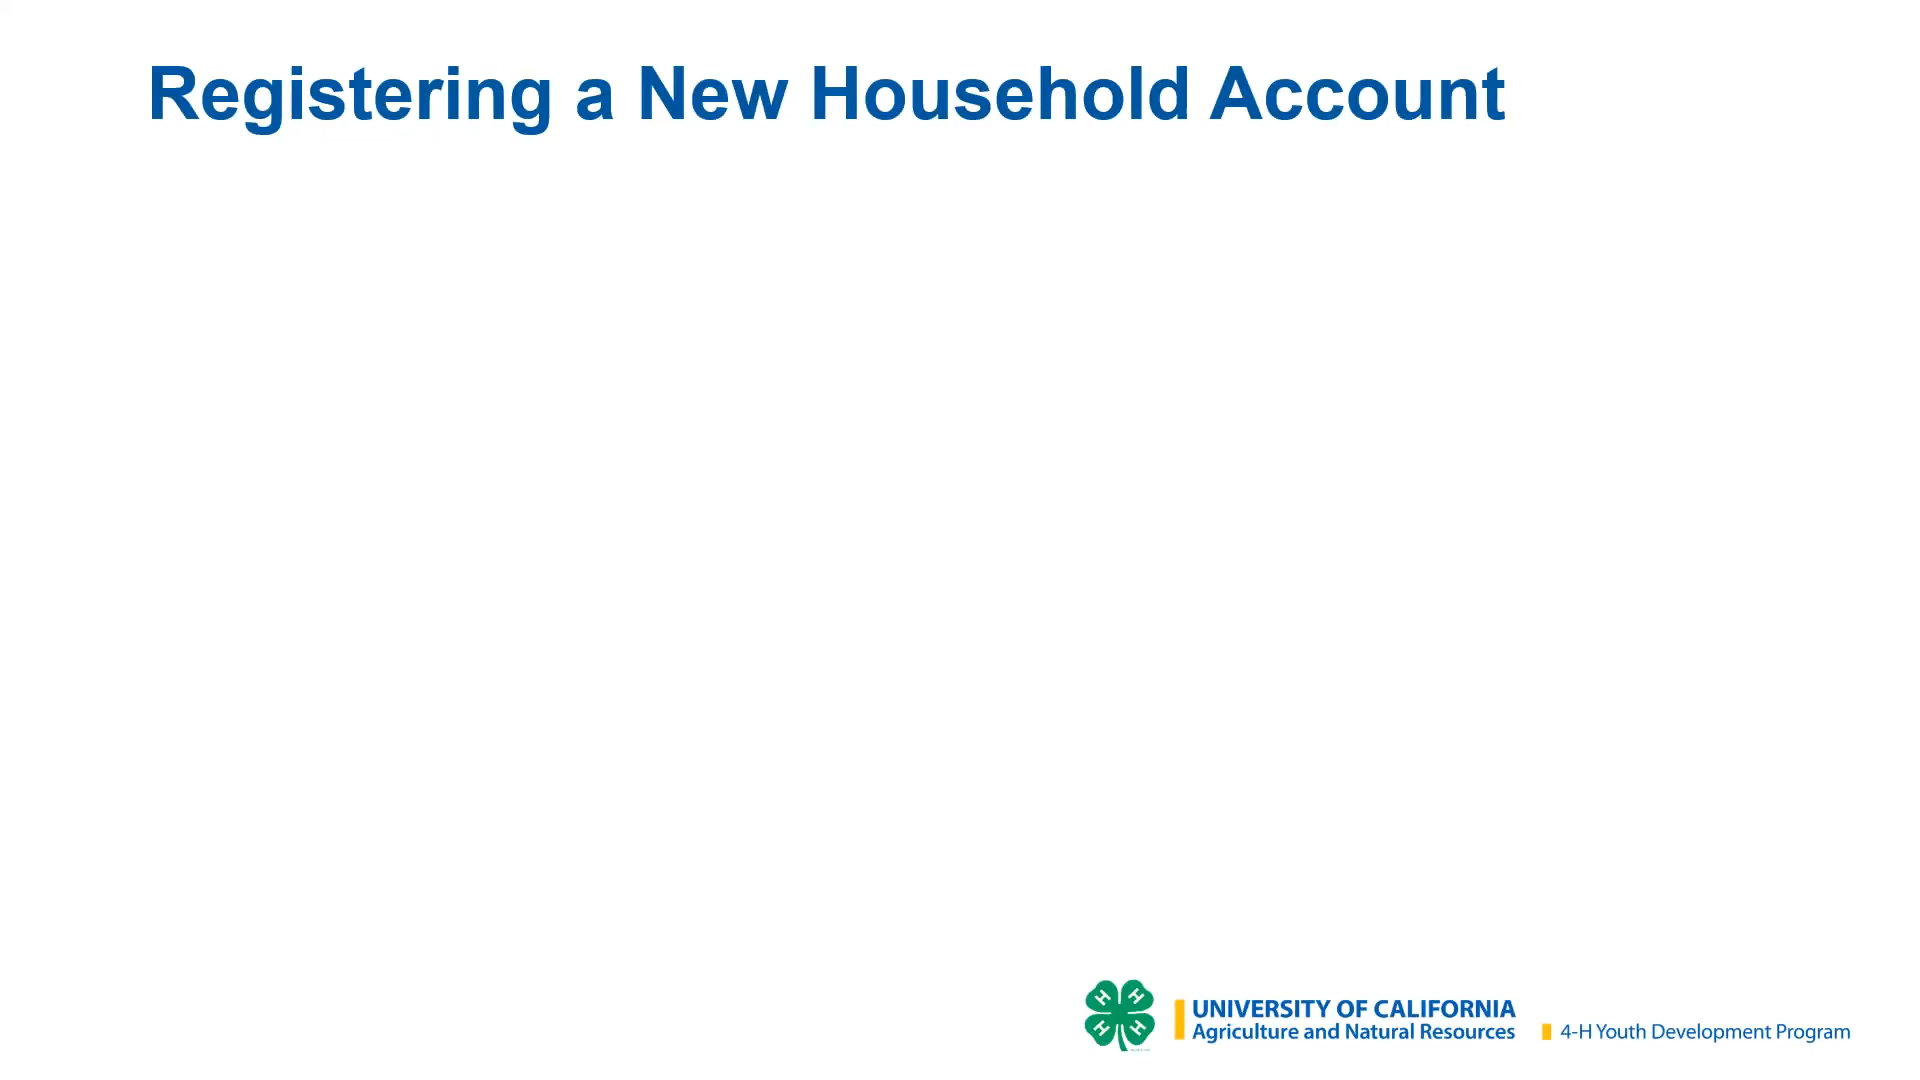 Registering a New Household Account
UNIVERSITY OF CALIFORNIA
Agriculture and Natural Resources
4-H Youth Development Program
H H
H H